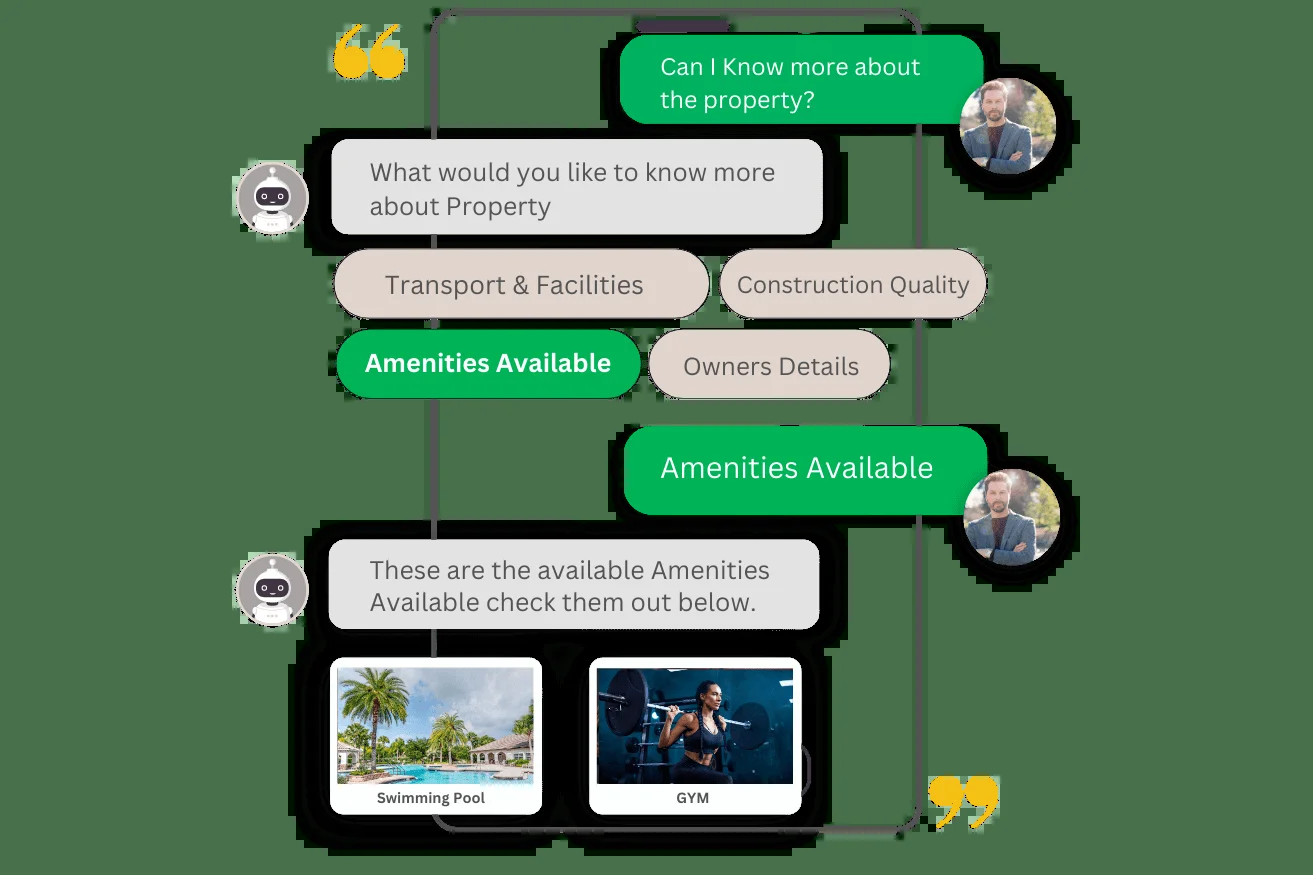 Can I Know more about
the property?
What would you like to know more
about Property
Transport & Facilities
Construction Quality
Amenities Available
Owners Details
Amenities Available
These are the available Amenities
Available check them out below.
Swimming Pool
GYM